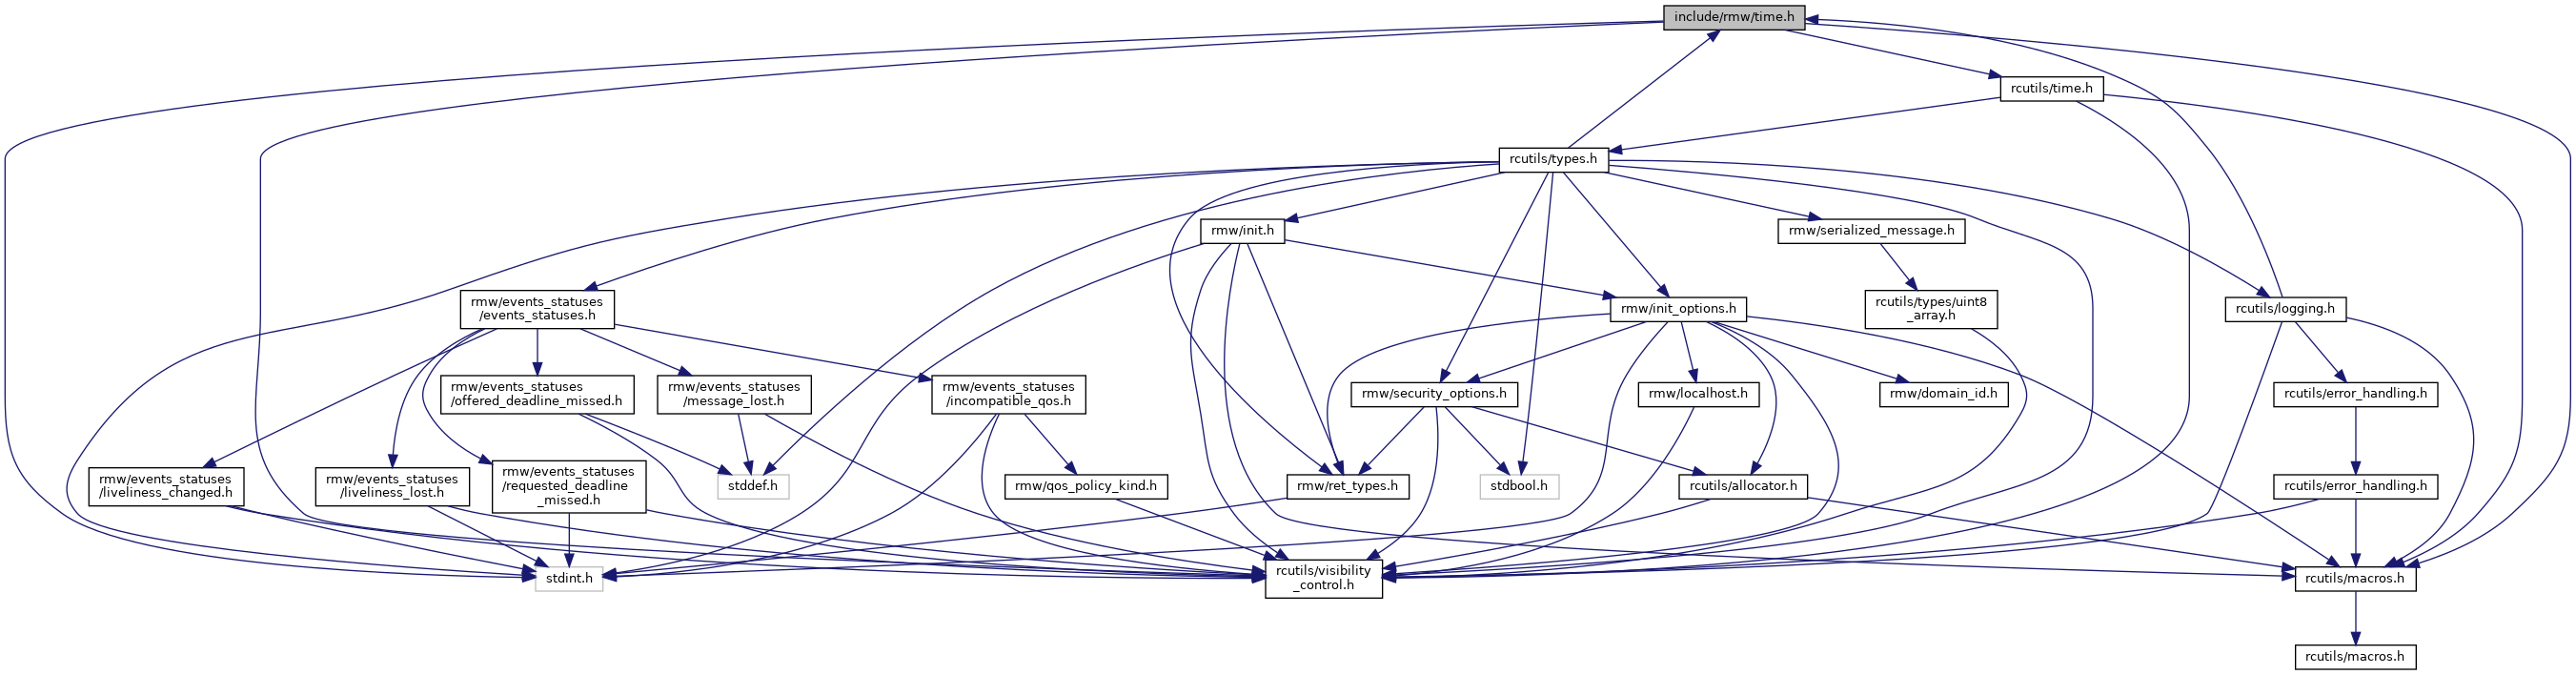 include/rmw/time.h
rcutils/time.h
rcutils/types.h
rmw/init.h
rmw/serialized_message.h
rmw/events_statuses
/events_statuses.h
rmw/init_options.h
rcutils/types/uint8
_array.h
rcutils/logging.h
rmw/events_statuses
/offered_deadline_missed.h
rmw/events_statuses
/message_lost.h
rmw/events_statuses
/incompatible_qos.h
rmw/security_options.h
rmw/localhost.h
rmw/domain_id.h
rcutils/error_handling.h
rmw/events_statuses
/liveliness_changed.h
rmw/events_statuses
/liveliness_lost.h
rmw/events_statuses
/requested_deadline
_missed.h
stddef.h
rmw/qos_policy_kind.h
rmw/ret_types.h
stdbool.h
rcutils/allocator.h
rcutils/error_handling.h
stdint.h
rcutils/visibility
_control.h
rcutils/macros.h
rcutils/macros.h